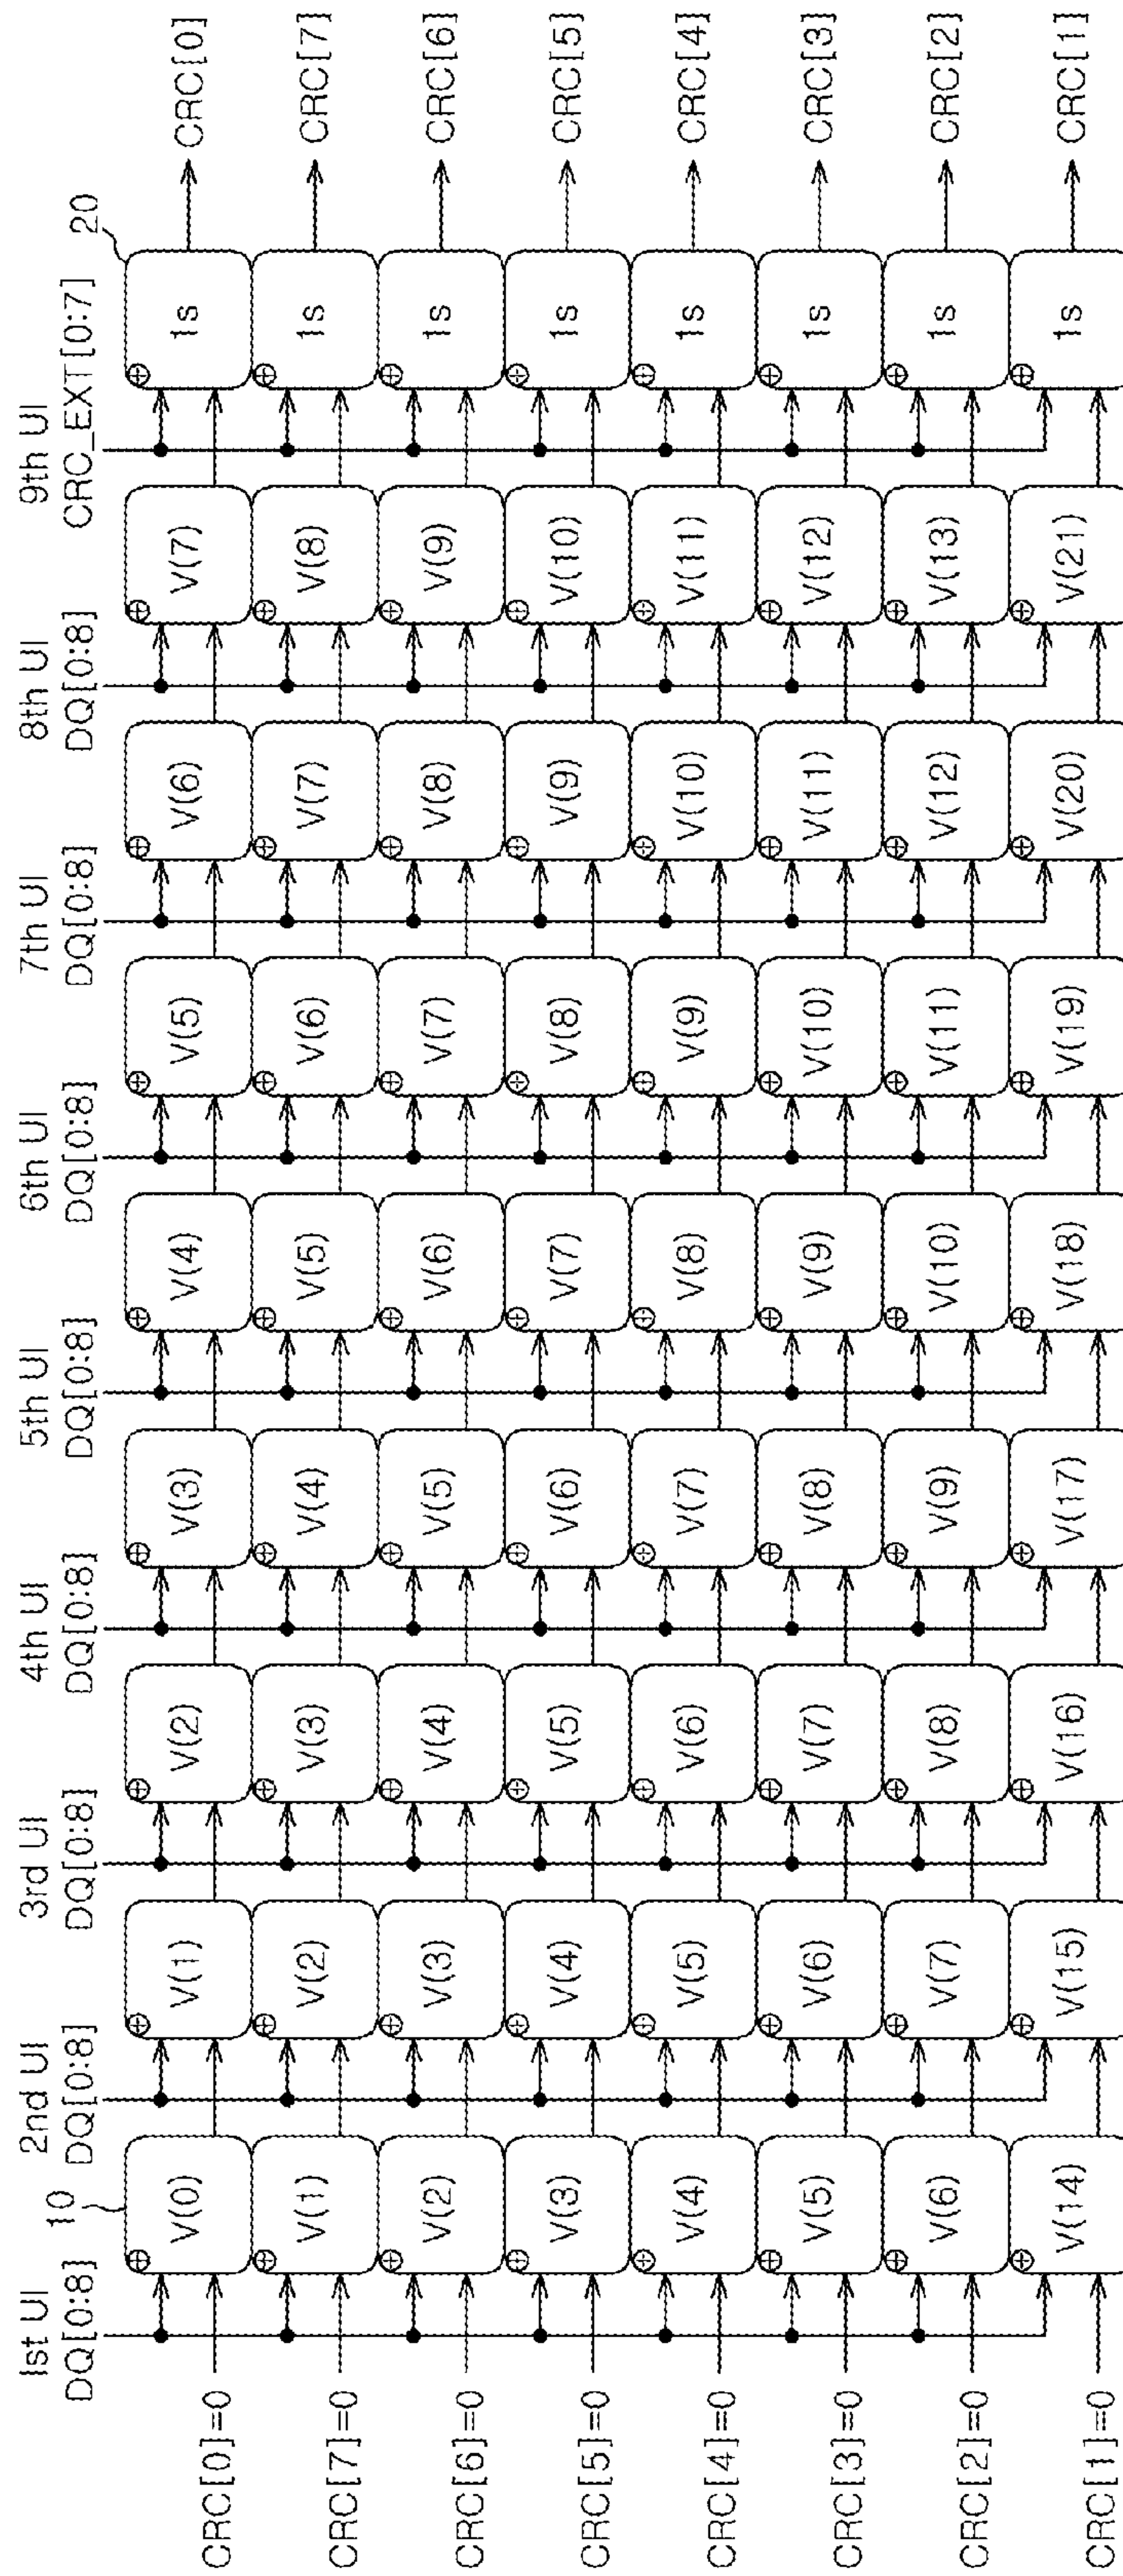 1st UI 2nd UI 3rd UI 4th UI 5th UI 6th UI 7th UI 8th UI 9th UI
DQ[0:8] 10 DQ[0:8] DQ[0:8] DQ[0:8] DQ[0:8] DQ[0:8] DQ[0:8] DQ[0:8] CRC_EXT[0:7] 20
CRC[0]=0 V(0) V(1) V(2) V(3) V(4) V(5) V(6) V(7) 1s CRC[0]
CRC[7]=0 V(1) V(2) V(3) V(4) V(5) V(6) V(7) V(8) 1s CRC[7]
CRC[6]=0 V(2) V(3) V(4) V(5) V(6) V(7) V(8) V(9) 1s CRC[6]
CRC[5]=0 V(3) V(4) V(5) V(6) V(7) V(8) V(9) V(10) 1s CRC[5]
CRC[4]=0 V(4) V(5) V(6) V(7) V(8) V(9) V(10) V(11) 1s CRC[4]
CRC[3]=0 V(5) V(6) V(7) V(8) V(9) V(10) V(11) V(12) 1s CRC[3]
CRC[2]=0 V(6) V(7) V(8) V(9) V(10) V(11) V(12) V(13) 1s CRC[2]
CRC[1]=0 V(14) V(15) V(16) V(17) V(18) V(19) V(20) V(21) 1s CRC[1]